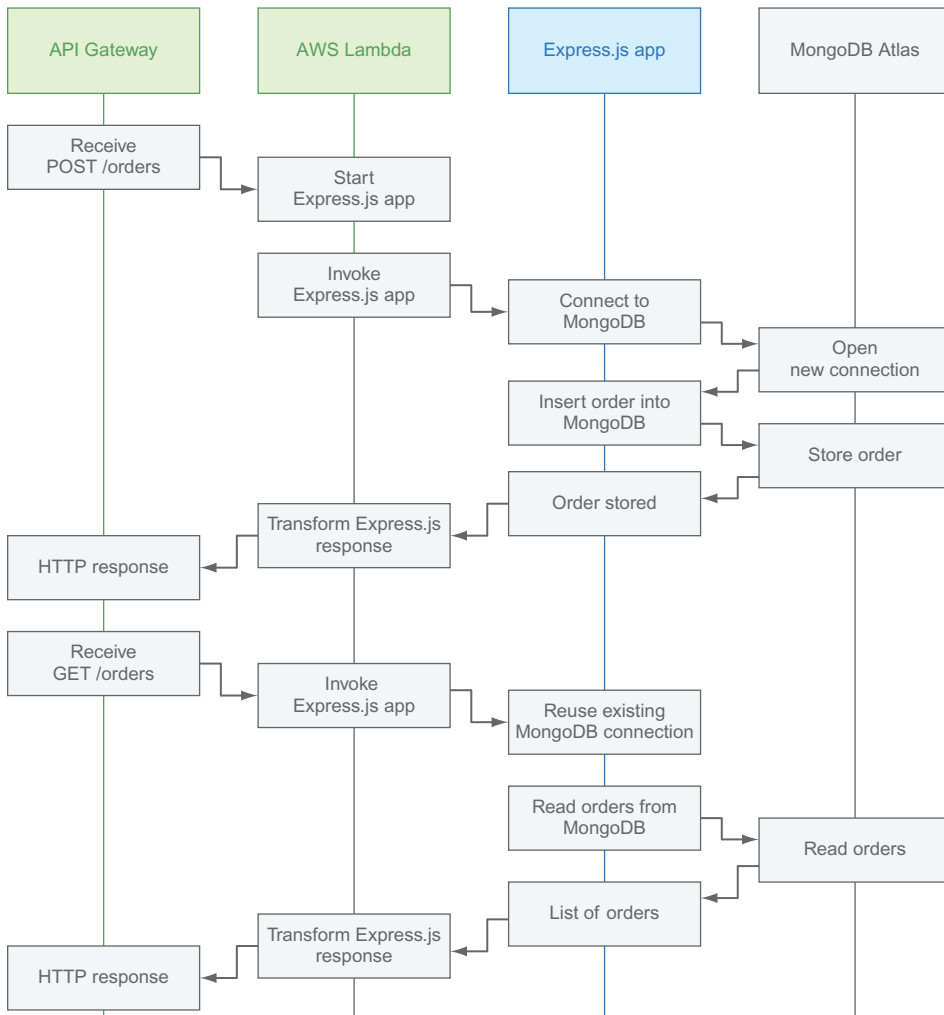 API Gateway
AWS Lambda
Express.js app
MongoDB Atlas
Receive
POST /orders
Start
Express.js app
Invoke
Express.js app
Connect to
MongoDB
Open
new connection
Insert order into
MongoDB
Store order
Order stored
Transform Express.js
response
HTTP response
Receive
GET /orders
Invoke
Express.js app
Reuse existing
MongoDB connection
Read orders from
MongoDB
Read orders
List of orders
Transform Express.js
response
HTTP response